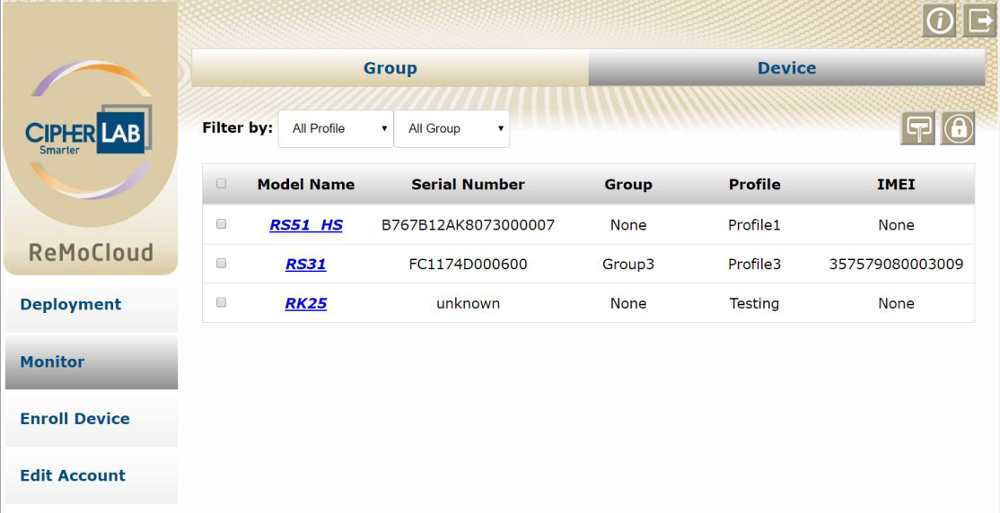 CIPHERLAB
Smarter
ReMoCloud
Deployment
Monitor
Enroll Device
Edit Account
Group Device
Filter by: All Profile All Group
Model Name Serial Number Group Profile IMEI
RS51_HS B767B12AK8073000007 None Profile1 None
RS31 FC1174D000600 Group3 Profile3 357579080003009
RK25 unknown None Testing None